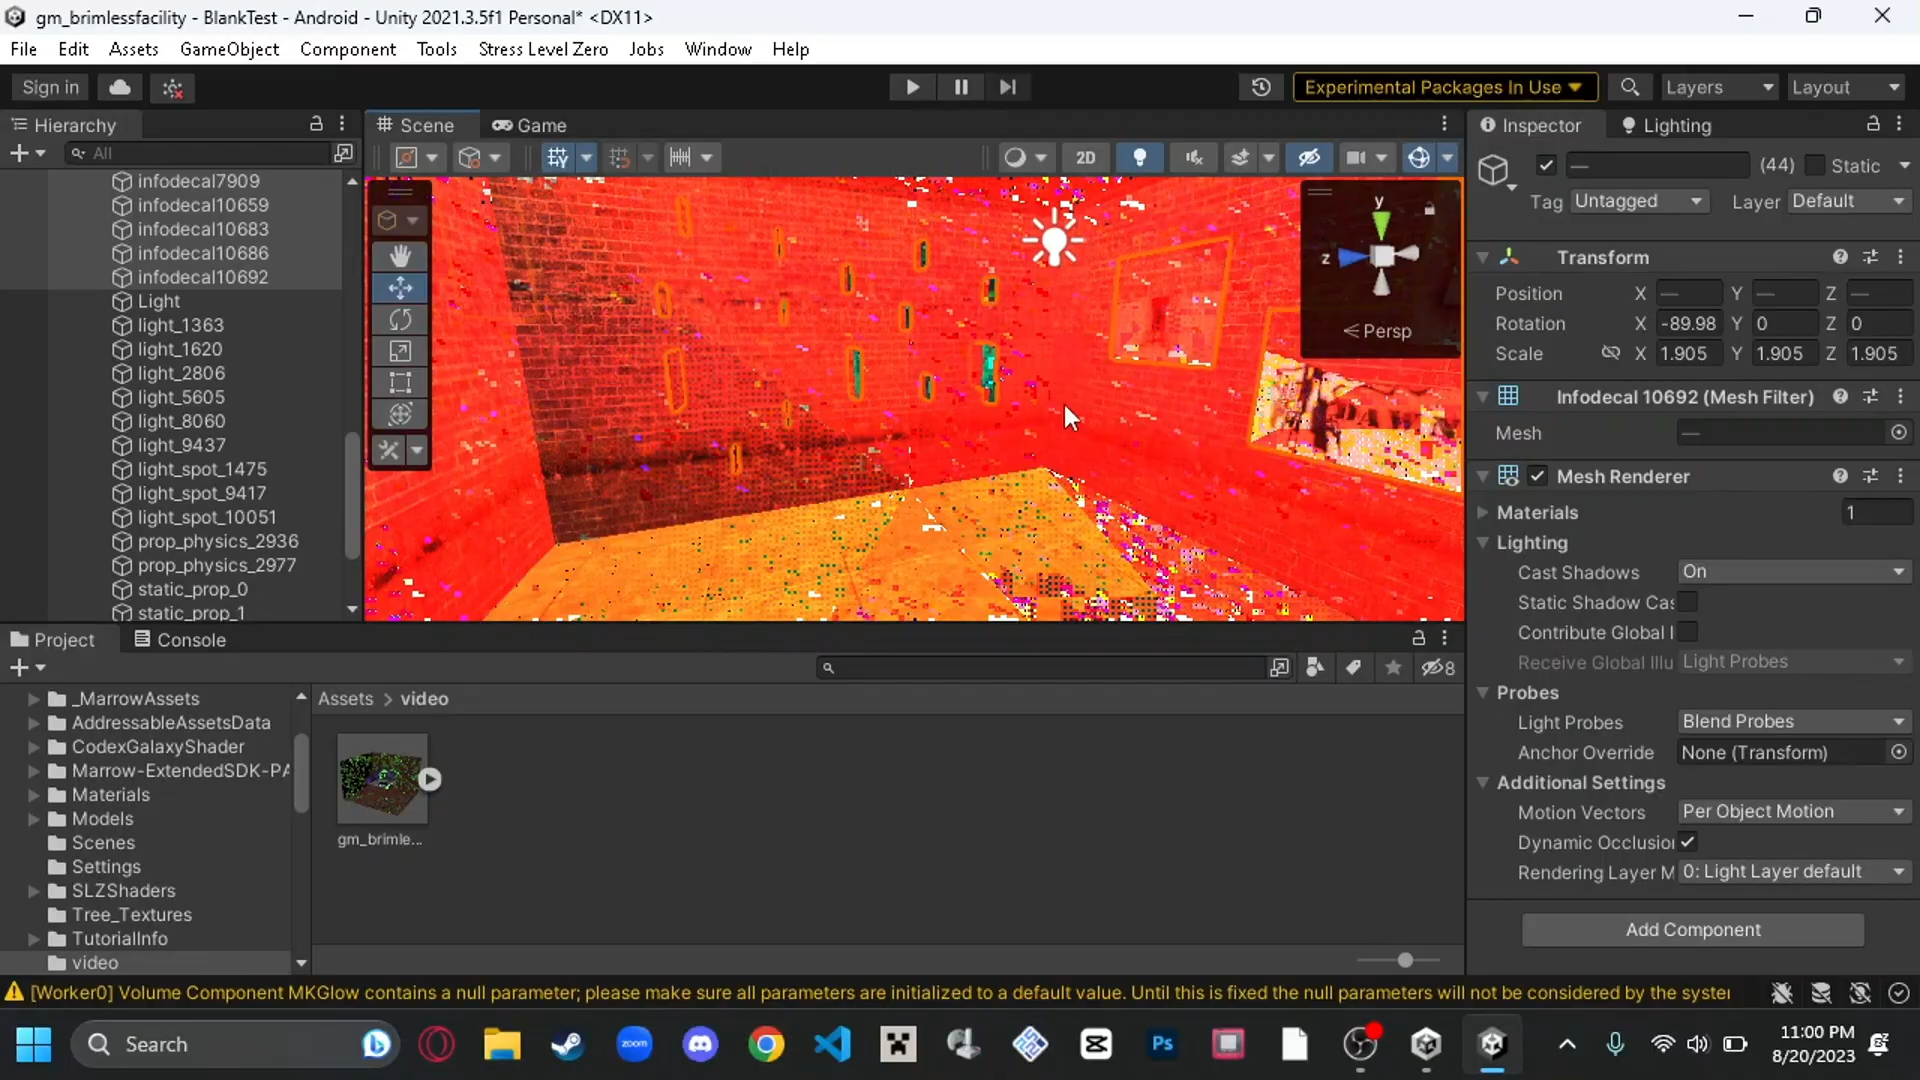 gm_brimlessfacility - BlankTest - Android - Unity 2021.3.5f1 Personal* <DX11>
File Edit Assets GameObject Component Tools Stress Level Zero Jobs Window Help
Sign in
Experimental Packages In Use
Layers
Layout
Hierarchy
All
infodecal7909
infodecal10659
infodecal10683
infodecal10686
infodecal10692
Light
light_1363
light_1620
light_2806
light_5605
light_8060
light_9437
light_spot_1475
light_spot_9417
light_spot_10051
prop_physics_2936
prop_physics_2977
static_prop_0
static_prop_1
Scene
Game
2D
y
z
< Persp
Inspector
Lighting
— (44) Static
Tag Untagged Layer Default
Transform
Position X — Y — Z —
Rotation X -89.98 Y 0 Z 0
Scale X 1.905 Y 1.905 Z 1.905
Infodecal 10692 (Mesh Filter)
Mesh —
Mesh Renderer
Materials 1
Lighting
Cast Shadows On
Static Shadow Cas
Contribute Global I
Receive Global Illu Light Probes
Probes
Light Probes Blend Probes
Anchor Override None (Transform)
Additional Settings
Motion Vectors Per Object Motion
Dynamic Occlusion
Rendering Layer M 0: Light Layer default
Add Component
Project
Console
8
_MarrowAssets
AddressableAssetsData
CodexGalaxyShader
Marrow-ExtendedSDK-PA
Materials
Models
Scenes
Settings
SLZShaders
Tree_Textures
TutorialInfo
video
Assets > video
gm_brimle...
[Worker0] Volume Component MKGlow contains a null parameter; please make sure all parameters are initialized to a default value. Until this is fixed the null parameters will not be considered by the syster
Search
zoom
Ps
11:00 PM
8/20/2023